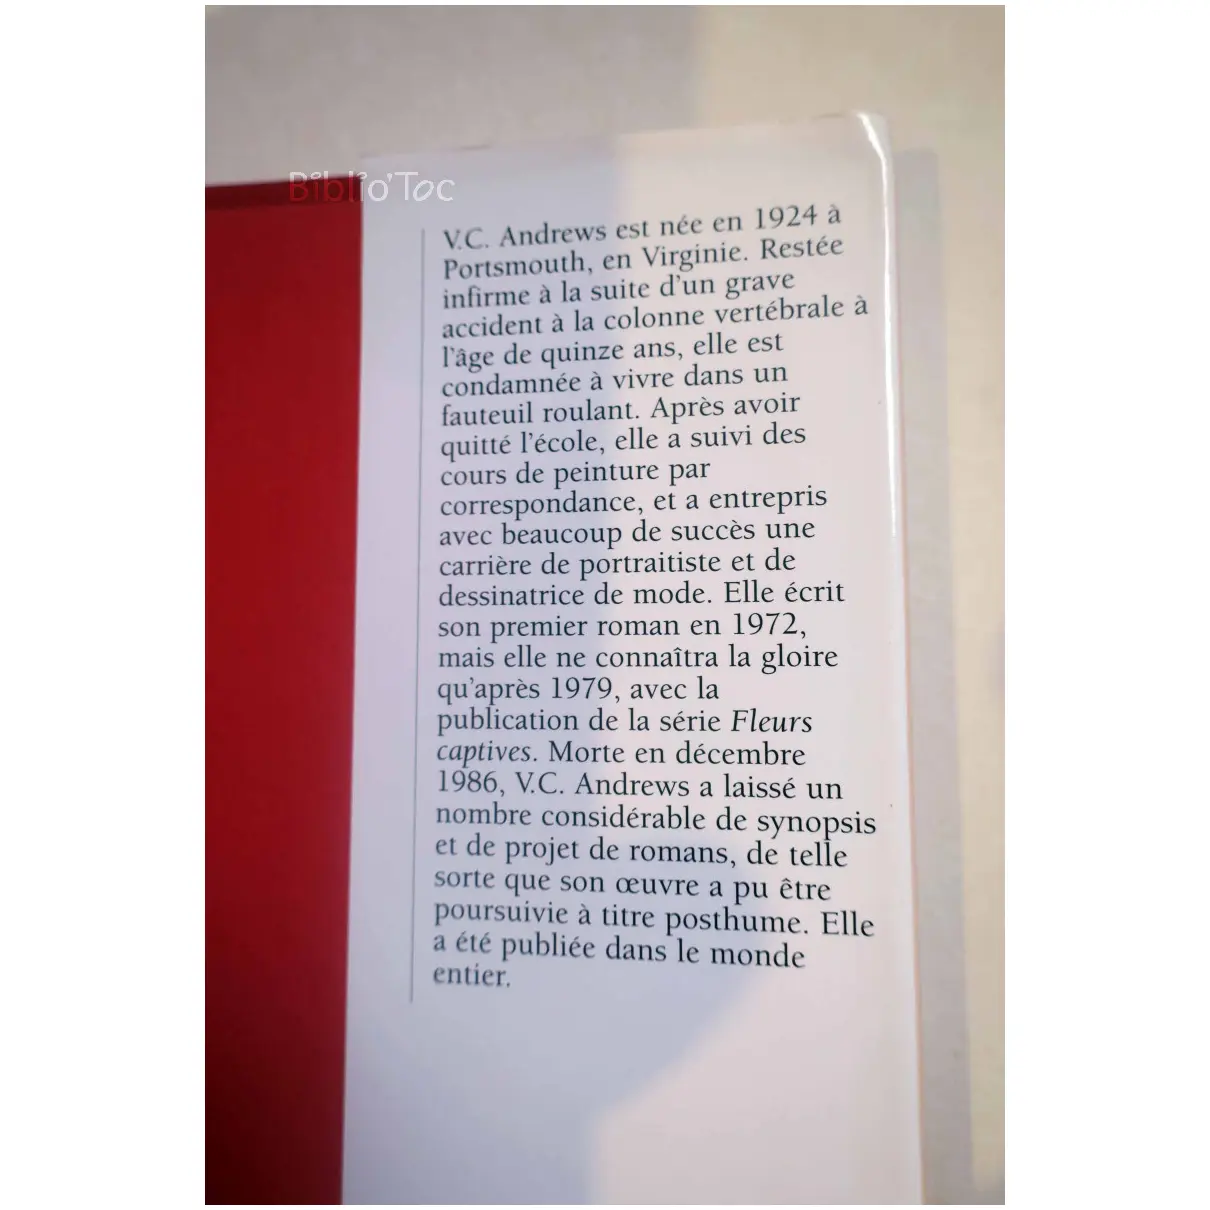 Biblio'Toc
V.C. Andrews est née en 1924 à
Portsmouth, en Virginie. Restée
infirme à la suite d'un grave
accident à la colonne vertébrale à
l'âge de quinze ans, elle est
condamnée à vivre dans un
fauteuil roulant. Après avoir
quitté l'école, elle a suivi des
cours de peinture par
correspondance, et a entrepris
avec beaucoup de succès une
carrière de portraitiste et de
dessinatrice de mode. Elle écrit
son premier roman en 1972,
mais elle ne connaîtra la gloire
qu'après 1979, avec la
publication de la série Fleurs
captives. Morte en décembre
1986, V.C. Andrews a laissé un
nombre considérable de synopsis
et de projet de romans, de telle
sorte que son œuvre a pu être
poursuivie à titre posthume. Elle
a été publiée dans le monde
entier.